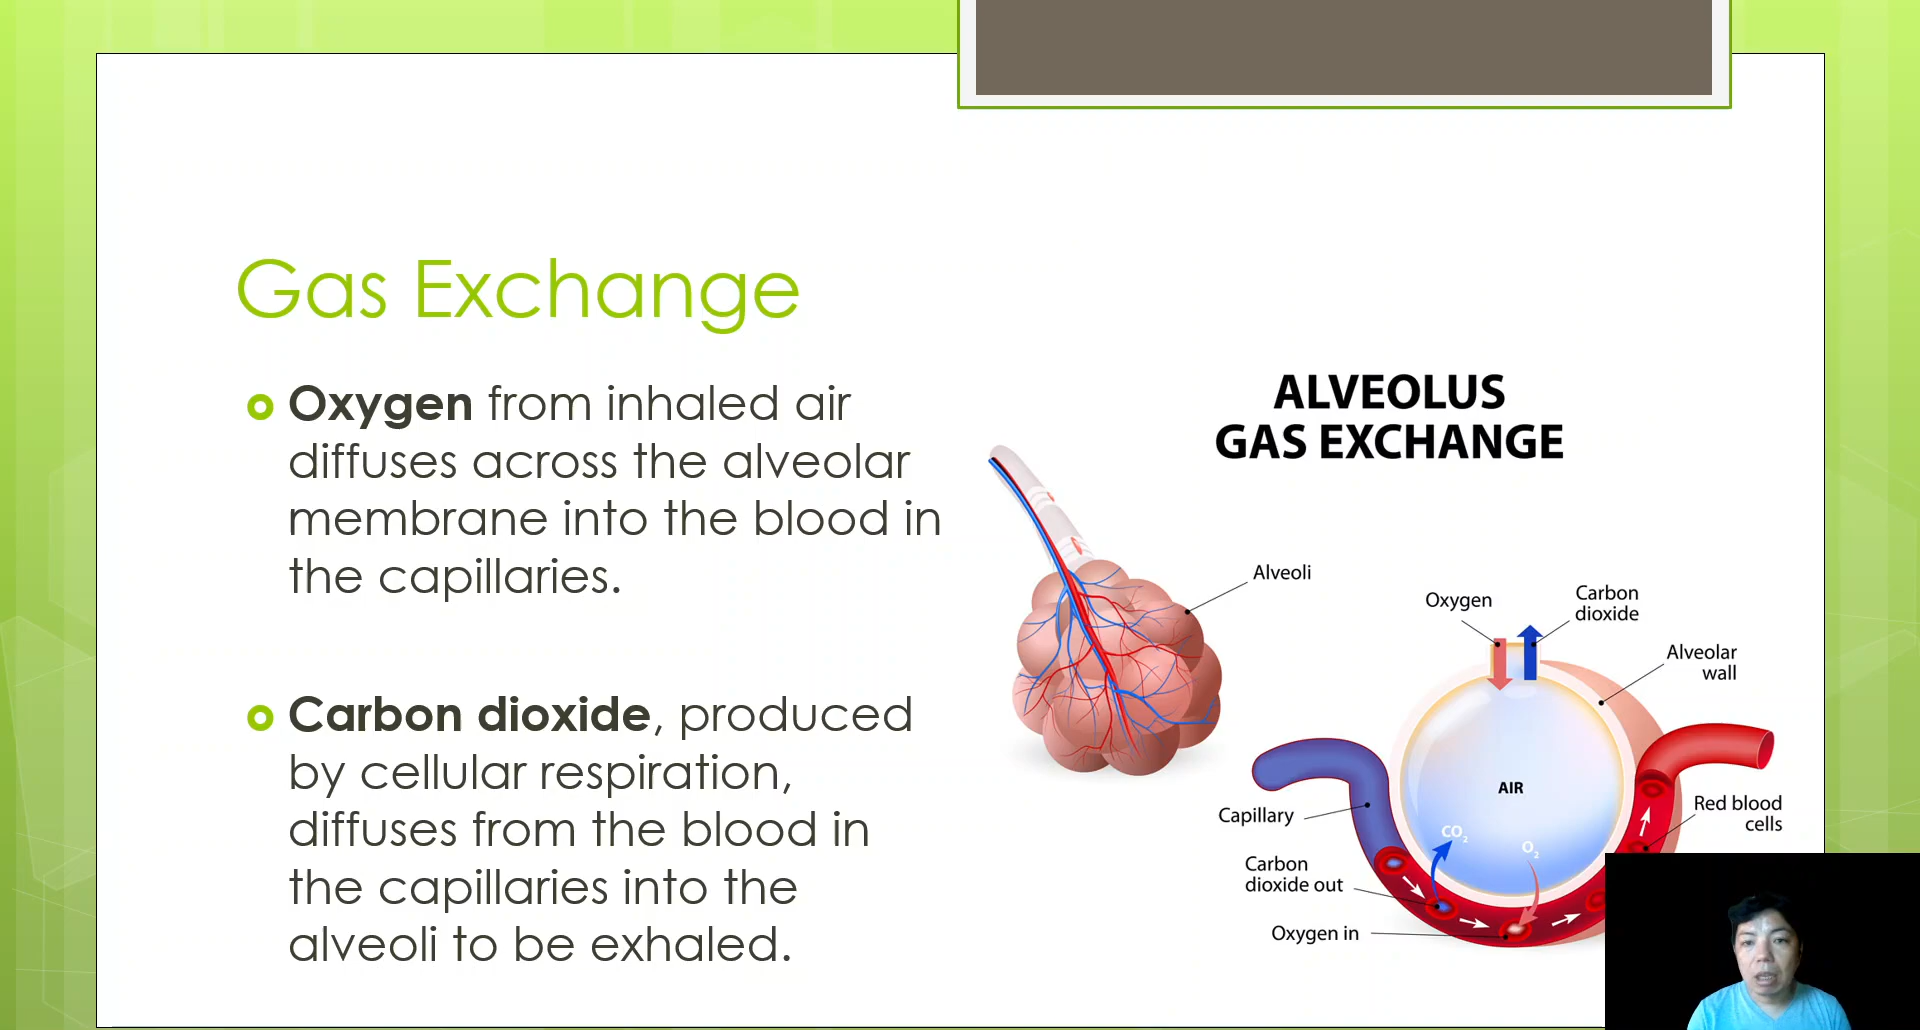 Gas Exchange
Oxygen from inhaled air
diffuses across the alveolar
membrane into the blood in
the capillaries.
Carbon dioxide, produced
by cellular respiration,
diffuses from the blood in
the capillaries into the
alveoli to be exhaled.
ALVEOLUS
GAS EXCHANGE
Alveoli
Oxygen
Carbon
dioxide
Alveolar
wall
AIR
Capillary
CO₂
O₂
Red blood
cells
Carbon
dioxide out
Oxygen in